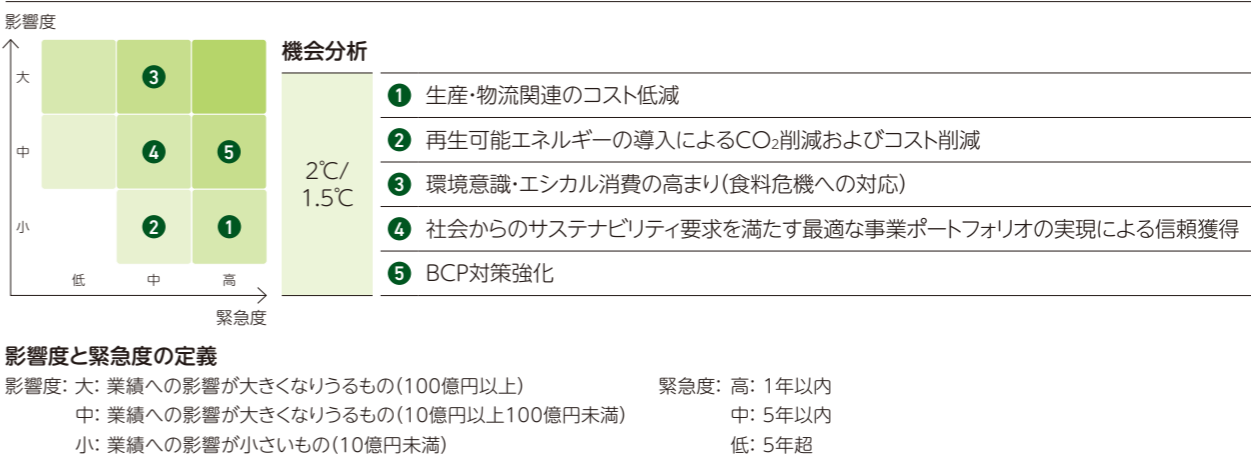 影響度
大
3
中
4
5
小
2
1
低
中
高
緊急度
機会分析
2℃/
1.5℃
1 生産・物流関連のコスト低減
2 再生可能エネルギーの導入によるCO₂削減およびコスト削減
3 環境意識・エシカル消費の高まり(食料危機への対応)
4 社会からのサステナビリティ要求を満たす最適な事業ポートフォリオの実現による信頼獲得
5 BCP対策強化
影響度と緊急度の定義
影響度: 大: 業績への影響が大きくなりうるもの(100億円以上)
中: 業績への影響が大きくなりうるもの(10億円以上100億円未満)
小: 業績への影響が小さいもの(10億円未満)
緊急度: 高: 1年以内
中: 5年以内
低: 5年超